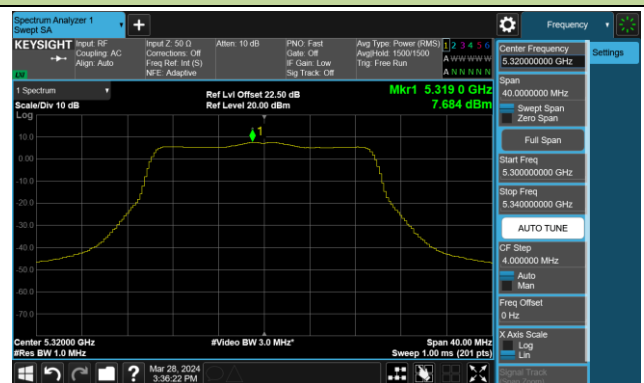 Spectrum Analyzer 1
Swept SA
+
Frequency
KEYSIGHT
Input: RF
Coupling: AC
Align: Auto
Input Z: 50 Ω
Corrections: Off
Freq Ref: Int (S)
NFE: Adaptive
Atten: 10 dB
PNO: Fast
Gate: Off
IF Gain: Low
Sig Track: Off
Avg Type: Power (RMS)
Avg|Hold: 1500/1500
Trig: Free Run
1 2 3 4 5 6
A W W W W W
A N N N N N
LV
1 Spectrum
Scale/Div 10 dB
Log
Ref Lvl Offset 22.50 dB
Ref Level 20.00 dBm
Mkr1 5.319 0 GHz
7.684 dBm
1
10.0
0.00
-10.0
-20.0
-30.0
-40.0
-50.0
-60.0
-70.0
Center 5.32000 GHz
#Res BW 1.0 MHz
#Video BW 3.0 MHz*
Span 40.00 MHz
Sweep 1.00 ms (201 pts)
Center Frequency
5.320000000 GHz
Settings
Span
40.0000000 MHz
Swept Span
Zero Span
Full Span
Start Freq
5.300000000 GHz
Stop Freq
5.340000000 GHz
AUTO TUNE
CF Step
4.000000 MHz
Auto
Man
Freq Offset
0 Hz
X Axis Scale
Log
Lin
Signal Track
?
Mar 28, 2024
3:36:22 PM